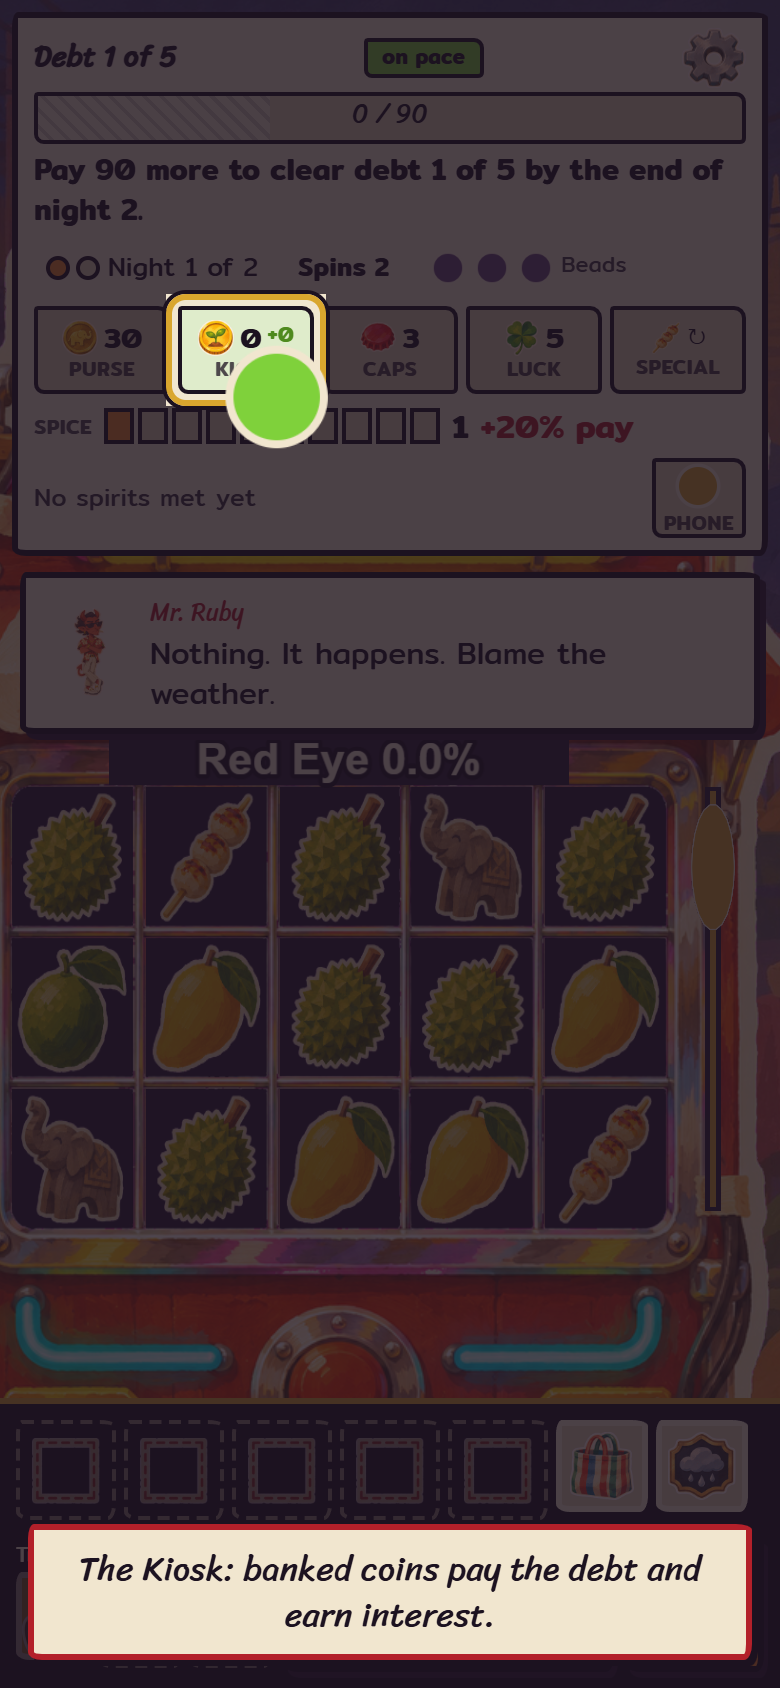 Debt 1 of 5
on pace
0 / 90
Pay 90 more to clear debt 1 of 5 by the end of
night 2.
Night 1 of 2 Spins 2 Beads
30 0 +0 3 5 ↻
PURSE KI CAPS LUCK SPECIAL
SPICE 1 +20% pay
No spirits met yet
PHONE
Mr. Ruby
Nothing. It happens. Blame the
weather.
Red Eye 0.0%
T
The Kiosk: banked coins pay the debt and
earn interest.